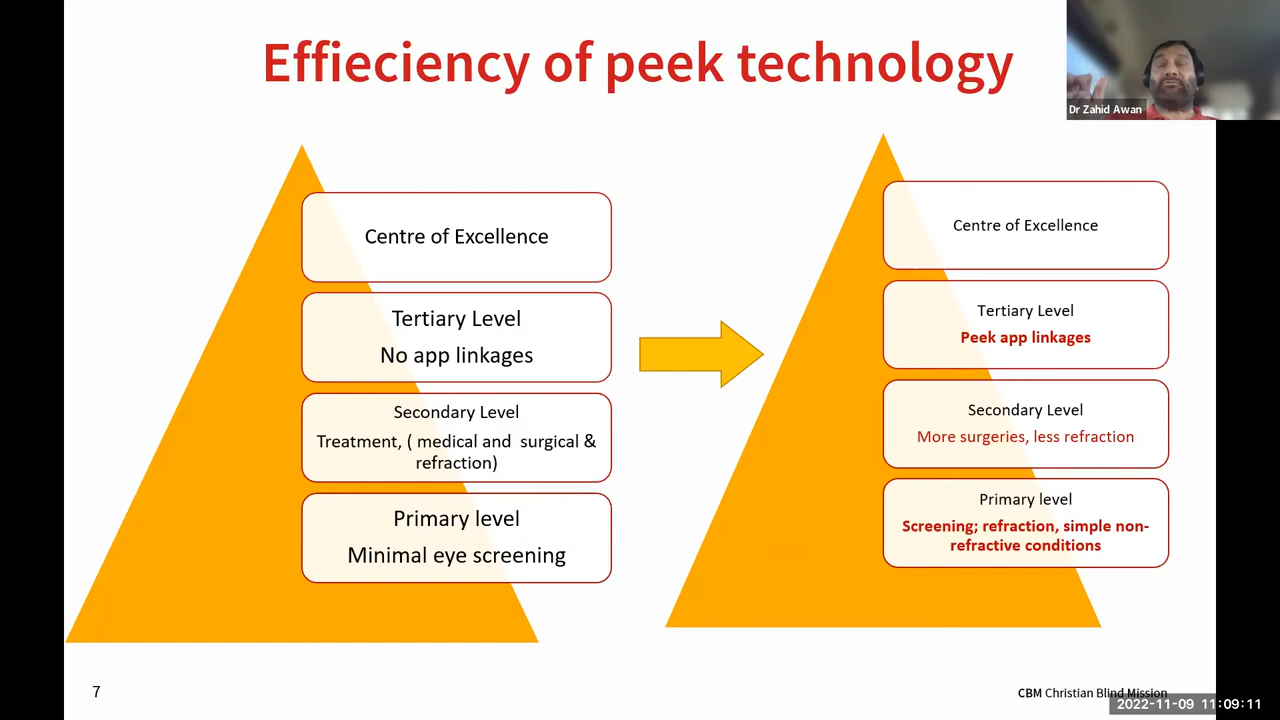 Effieciency of peek technology
Dr Zahid Awan
Centre of Excellence
Tertiary Level
No app linkages
Secondary Level
Treatment, ( medical and surgical &
refraction)
Primary level
Minimal eye screening
Centre of Excellence
Tertiary Level
Peek app linkages
Secondary Level
More surgeries, less refraction
Primary level
Screening; refraction, simple non-
refractive conditions
7
CBM Christian Blind Mission
2022-11-09 11:09:11